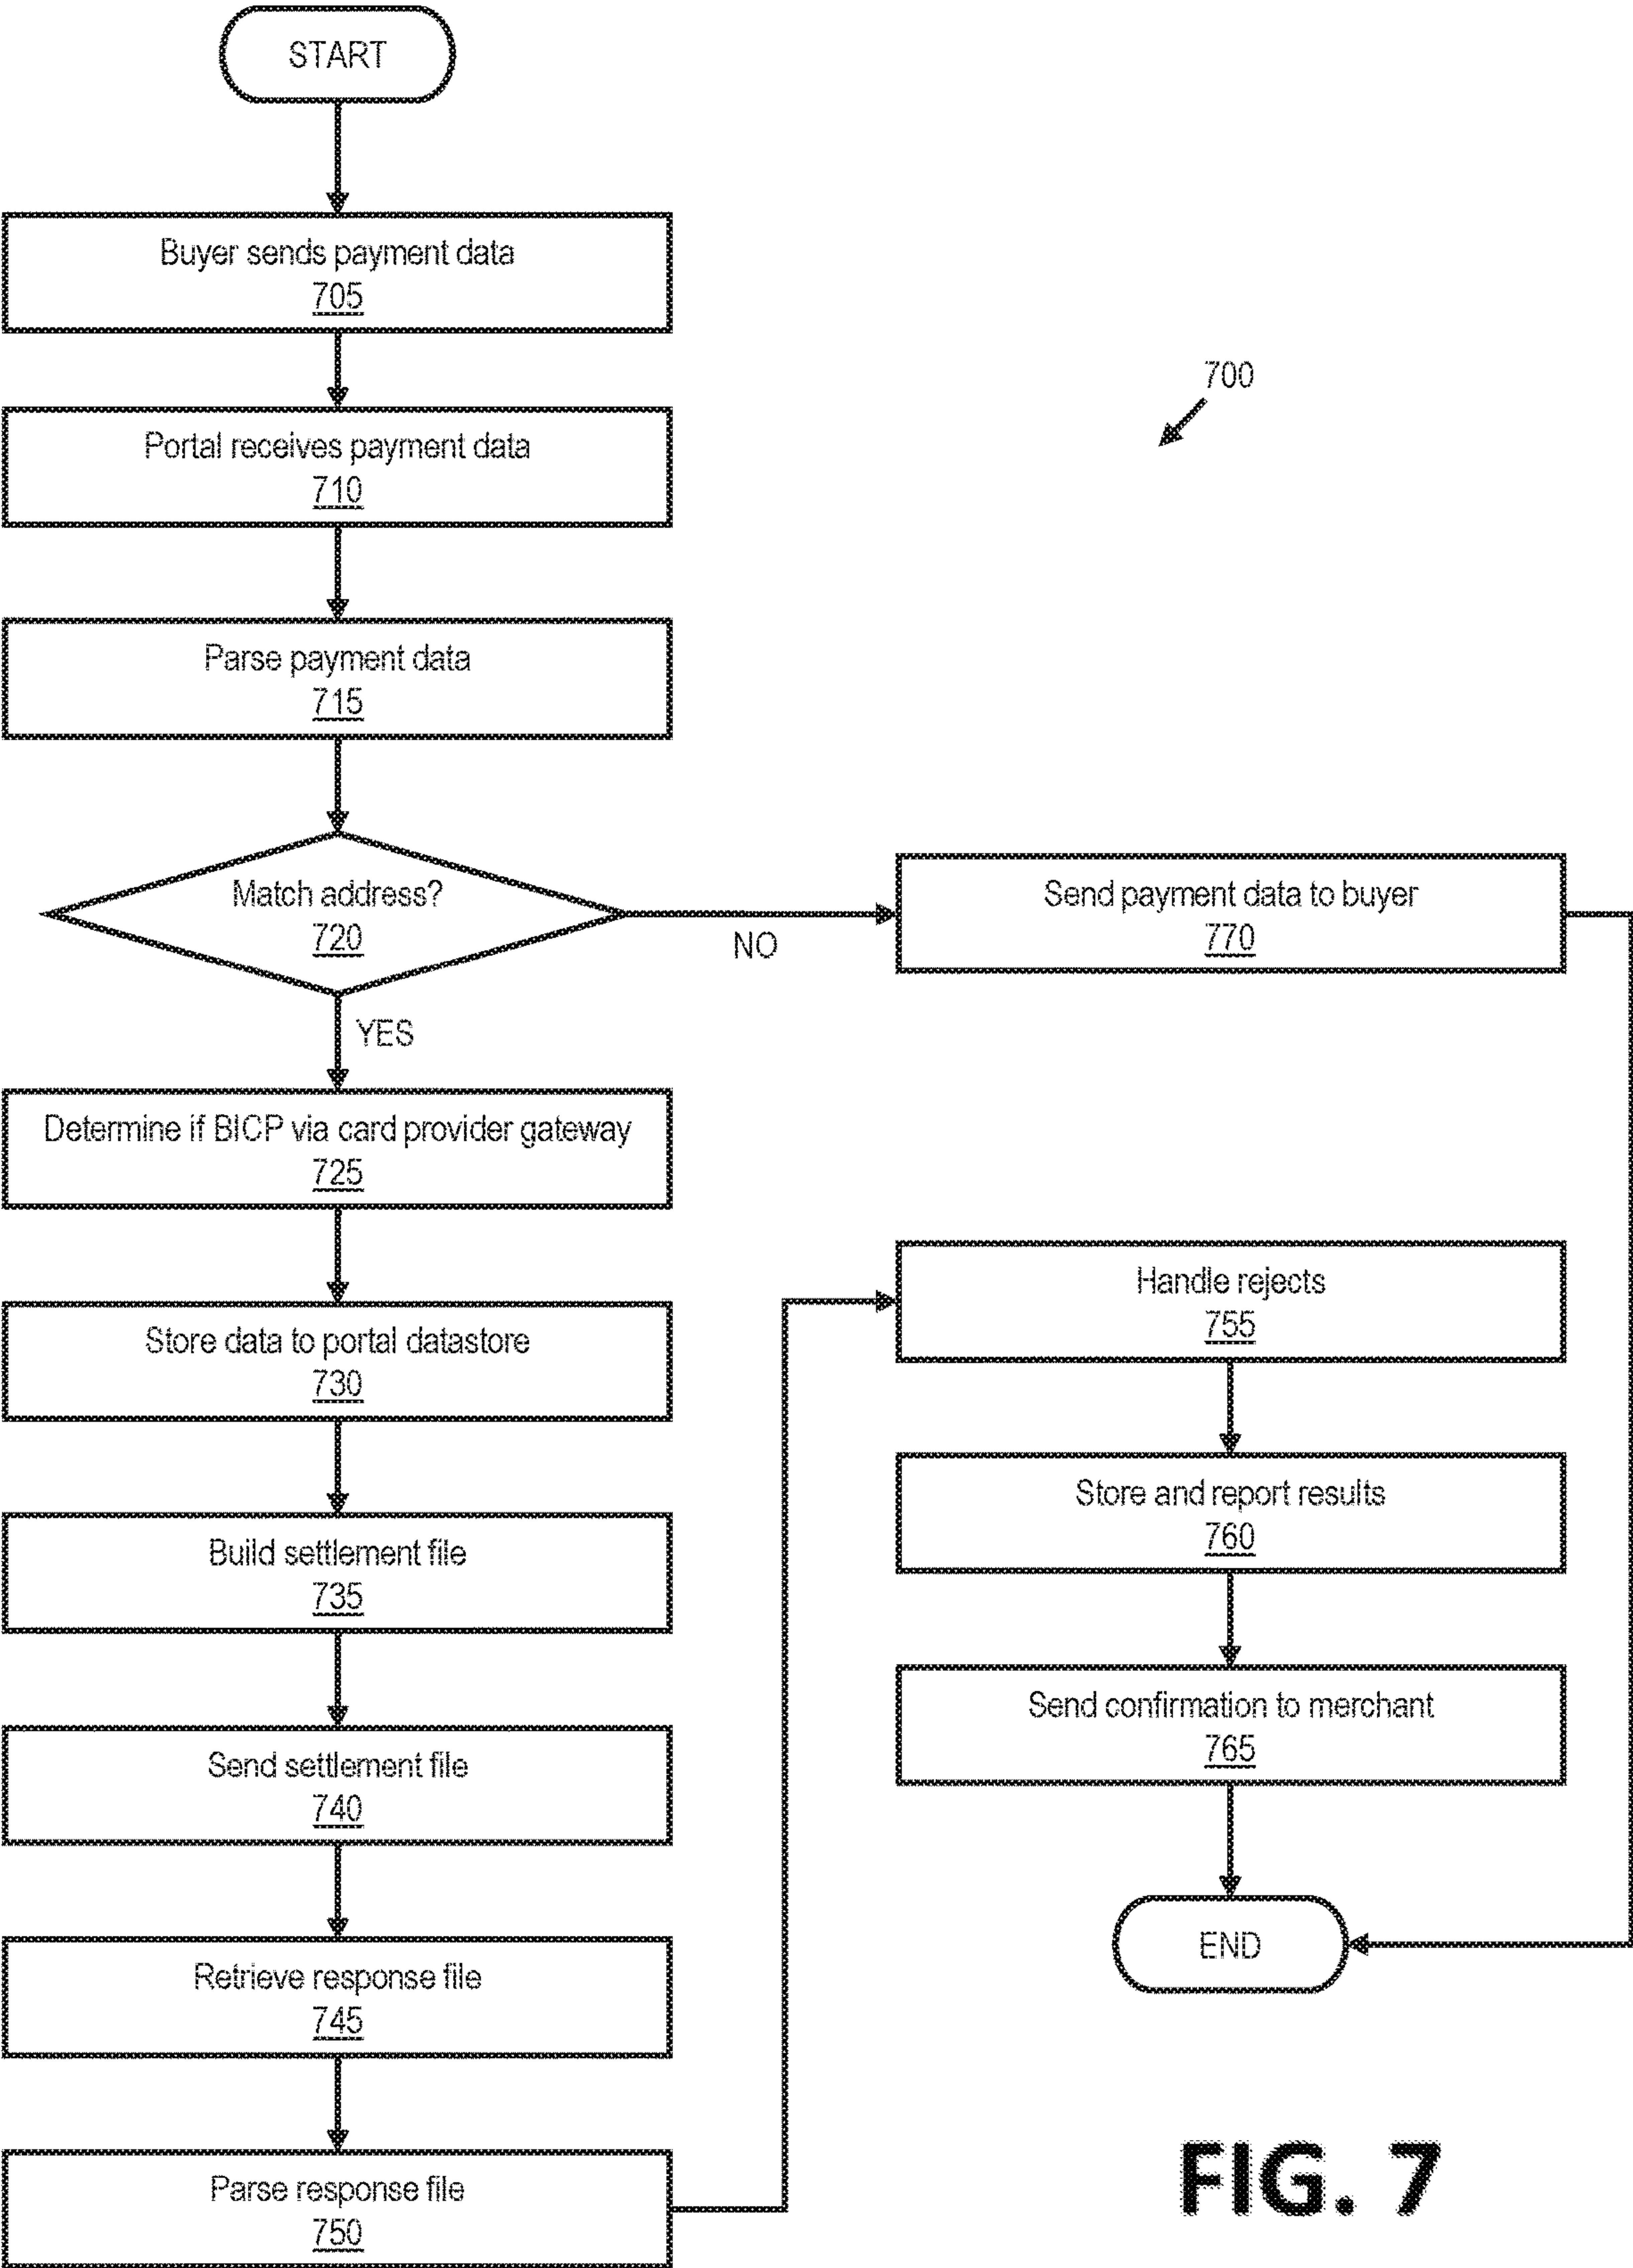 START
Buyer sends payment data
705
700
Portal receives payment data
710
Parse payment data
715
Match address?
720
NO
Send payment data to buyer
770
YES
Determine if BICP via card provider gateway
725
Store data to portal datastore
730
Build settlement file
735
Send settlement file
740
Retrieve response file
745
Parse response file
750
Handle rejects
755
Store and report results
760
Send confirmation to merchant
765
END
FIG. 7